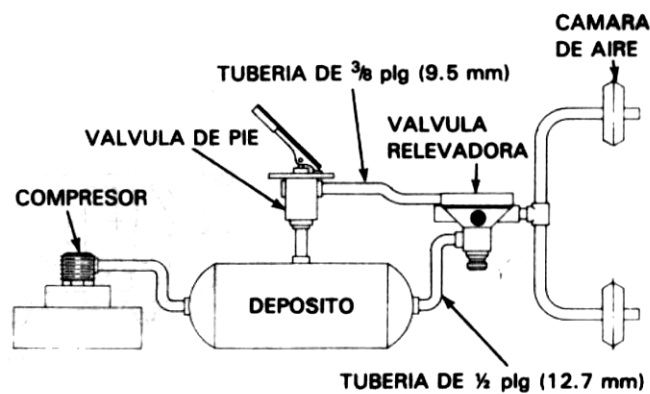 CAMARA
DE AIRE
TUBERIA DE ⅜ plg (9.5 mm)
VALVULA DE PIE
VALVULA
RELEVADORA
COMPRESOR
DEPOSITO
TUBERIA DE ½ plg (12.7 mm)